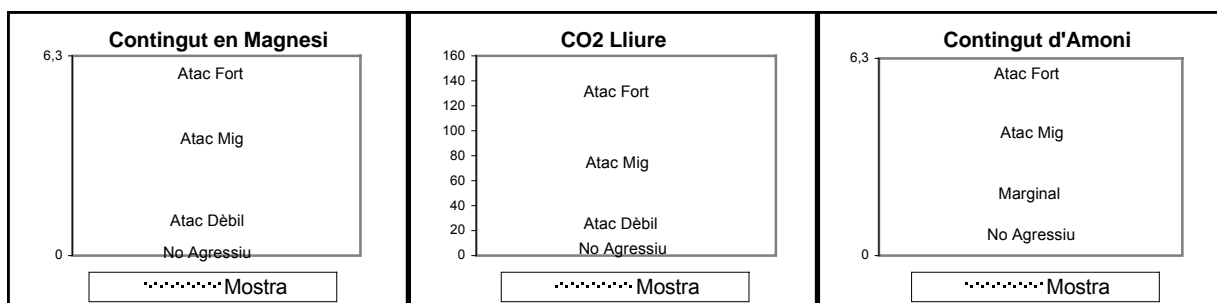 Contingut en Magnesi
6,3
Atac Fort
Atac Mig
Atac Dèbil
No Agressiu
0
Mostra
CO2 Lliure
160
140
120
100
80
60
40
20
0
Atac Fort
Atac Mig
Atac Dèbil
No Agressiu
Mostra
Contingut d'Amoni
6,3
Atac Fort
Atac Mig
Marginal
No Agressiu
0
Mostra